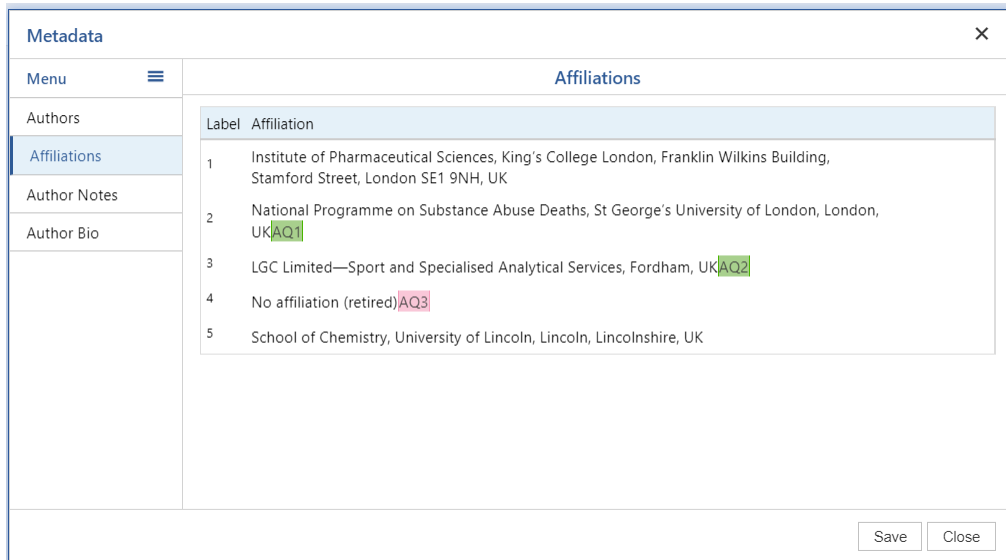 Metadata
Menu
Affiliations
Authors
Affiliations
Author Notes
Author Bio
Label Affiliation
1 Institute of Pharmaceutical Sciences, King’s College London, Franklin Wilkins Building,
Stamford Street, London SE1 9NH, UK
2 National Programme on Substance Abuse Deaths, St George’s University of London, London,
UKAQ1
3 LGC Limited—Sport and Specialised Analytical Services, Fordham, UKAQ2
4 No affiliation (retired)AQ3
5 School of Chemistry, University of Lincoln, Lincoln, Lincolnshire, UK
Save Close